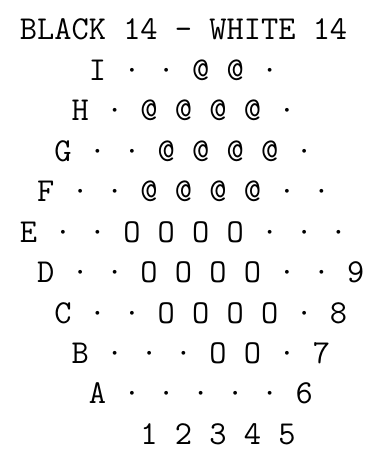 BLACK 14 - WHITE 14
I · · @ @ ·
H · @ @ @ @ ·
G · · @ @ @ @ ·
F · · @ @ @ @ · ·
E · · O O O O · · ·
D · · O O O O · · 9
C · · O O O O · 8
B · · · O O · 7
A · · · · · 6
1 2 3 4 5